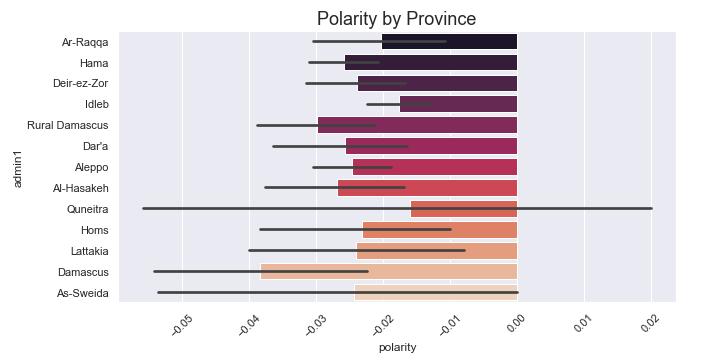 Polarity by Province
admin1
Ar-Raqqa
Hama
Deir-ez-Zor
Idleb
Rural Damascus
Dar'a
Aleppo
Al-Hasakeh
Quneitra
Homs
Lattakia
Damascus
As-Sweida
−0.05 −0.04 −0.03 −0.02 −0.01 0.00 0.01 0.02
polarity